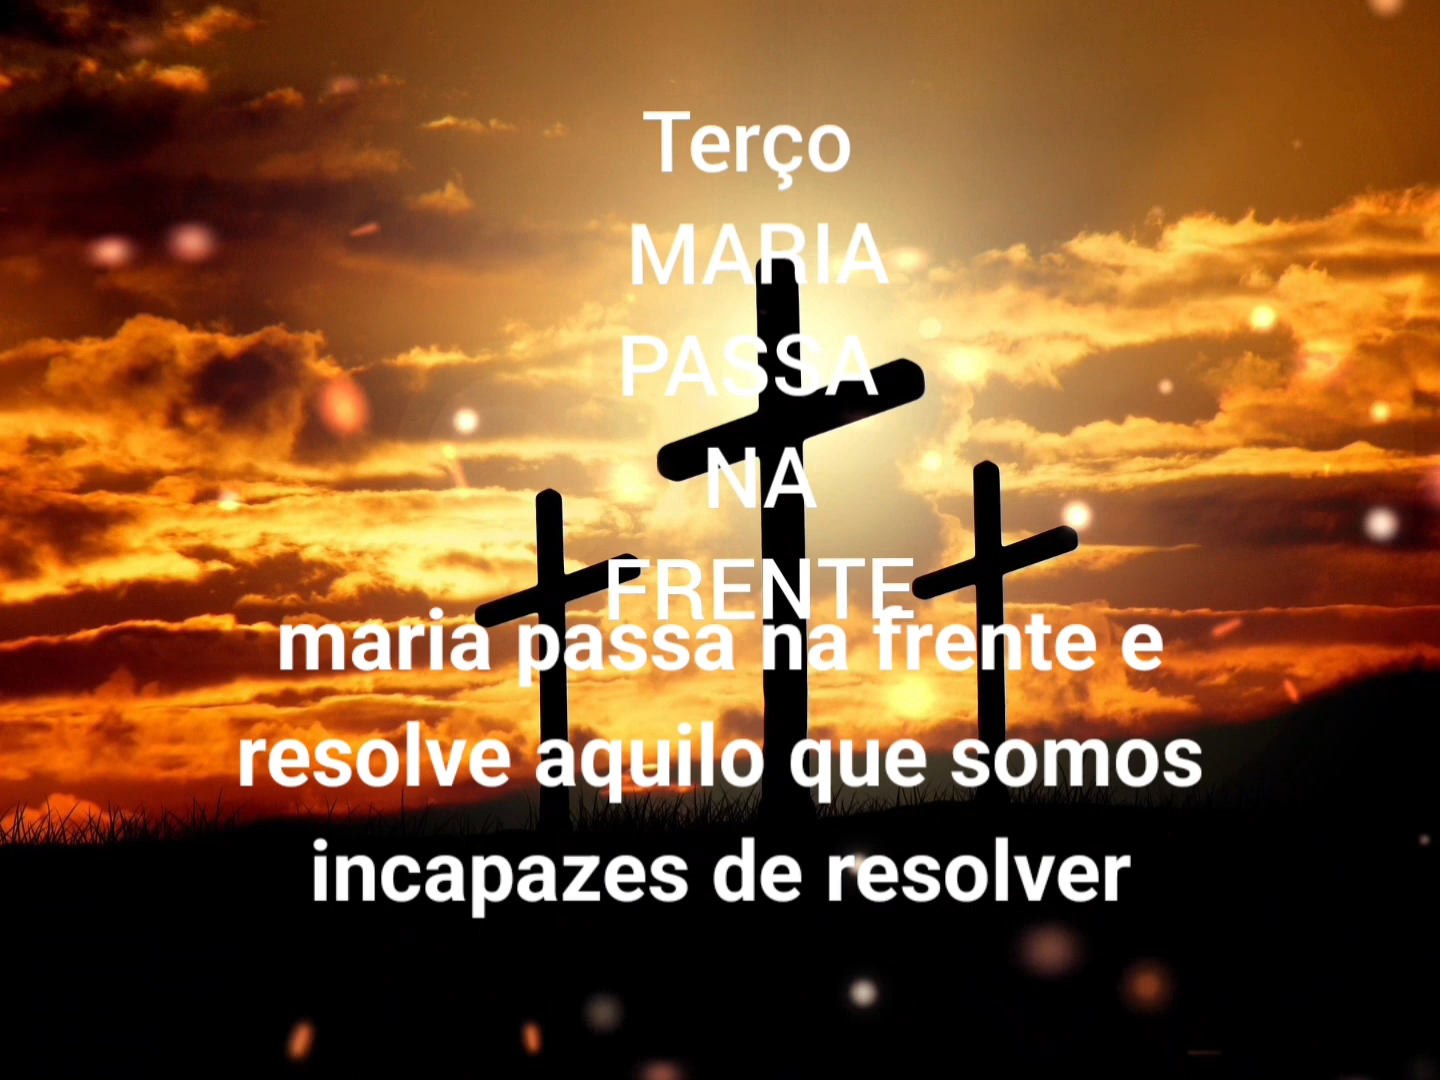 Terço
MARIA
PASSA
NA
FRENTE
maria passa na frente e
resolve aquilo que somos
incapazes de resolver